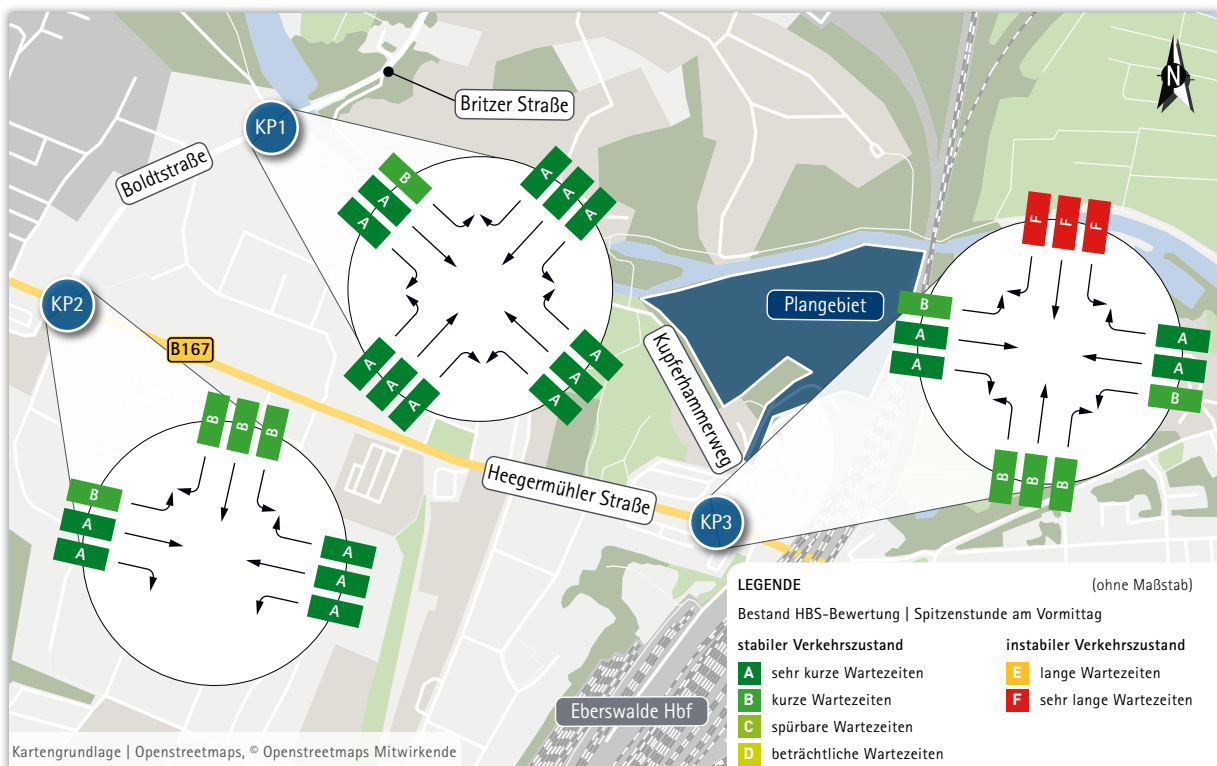 N
KP1
Britzer Straße
Boldtstraße
B
A
A
A
A
A
A
A
A
A
A
A
KP2
B167
Plangebiet
Kupferhammerweg
Heegermühler Straße
KP3
F
F
F
B
A
A
A
A
B
B
B
B
B
B
B
B
A
A
A
A
A
Eberswalde Hbf
LEGENDE (ohne Maßstab)
Bestand HBS-Bewertung | Spitzenstunde am Vormittag
stabiler Verkehrszustand
A sehr kurze Wartezeiten
B kurze Wartezeiten
C spürbare Wartezeiten
D beträchtliche Wartezeiten
instabiler Verkehrszustand
E lange Wartezeiten
F sehr lange Wartezeiten
Kartengrundlage | Openstreetmaps, © Openstreetmaps Mitwirkende